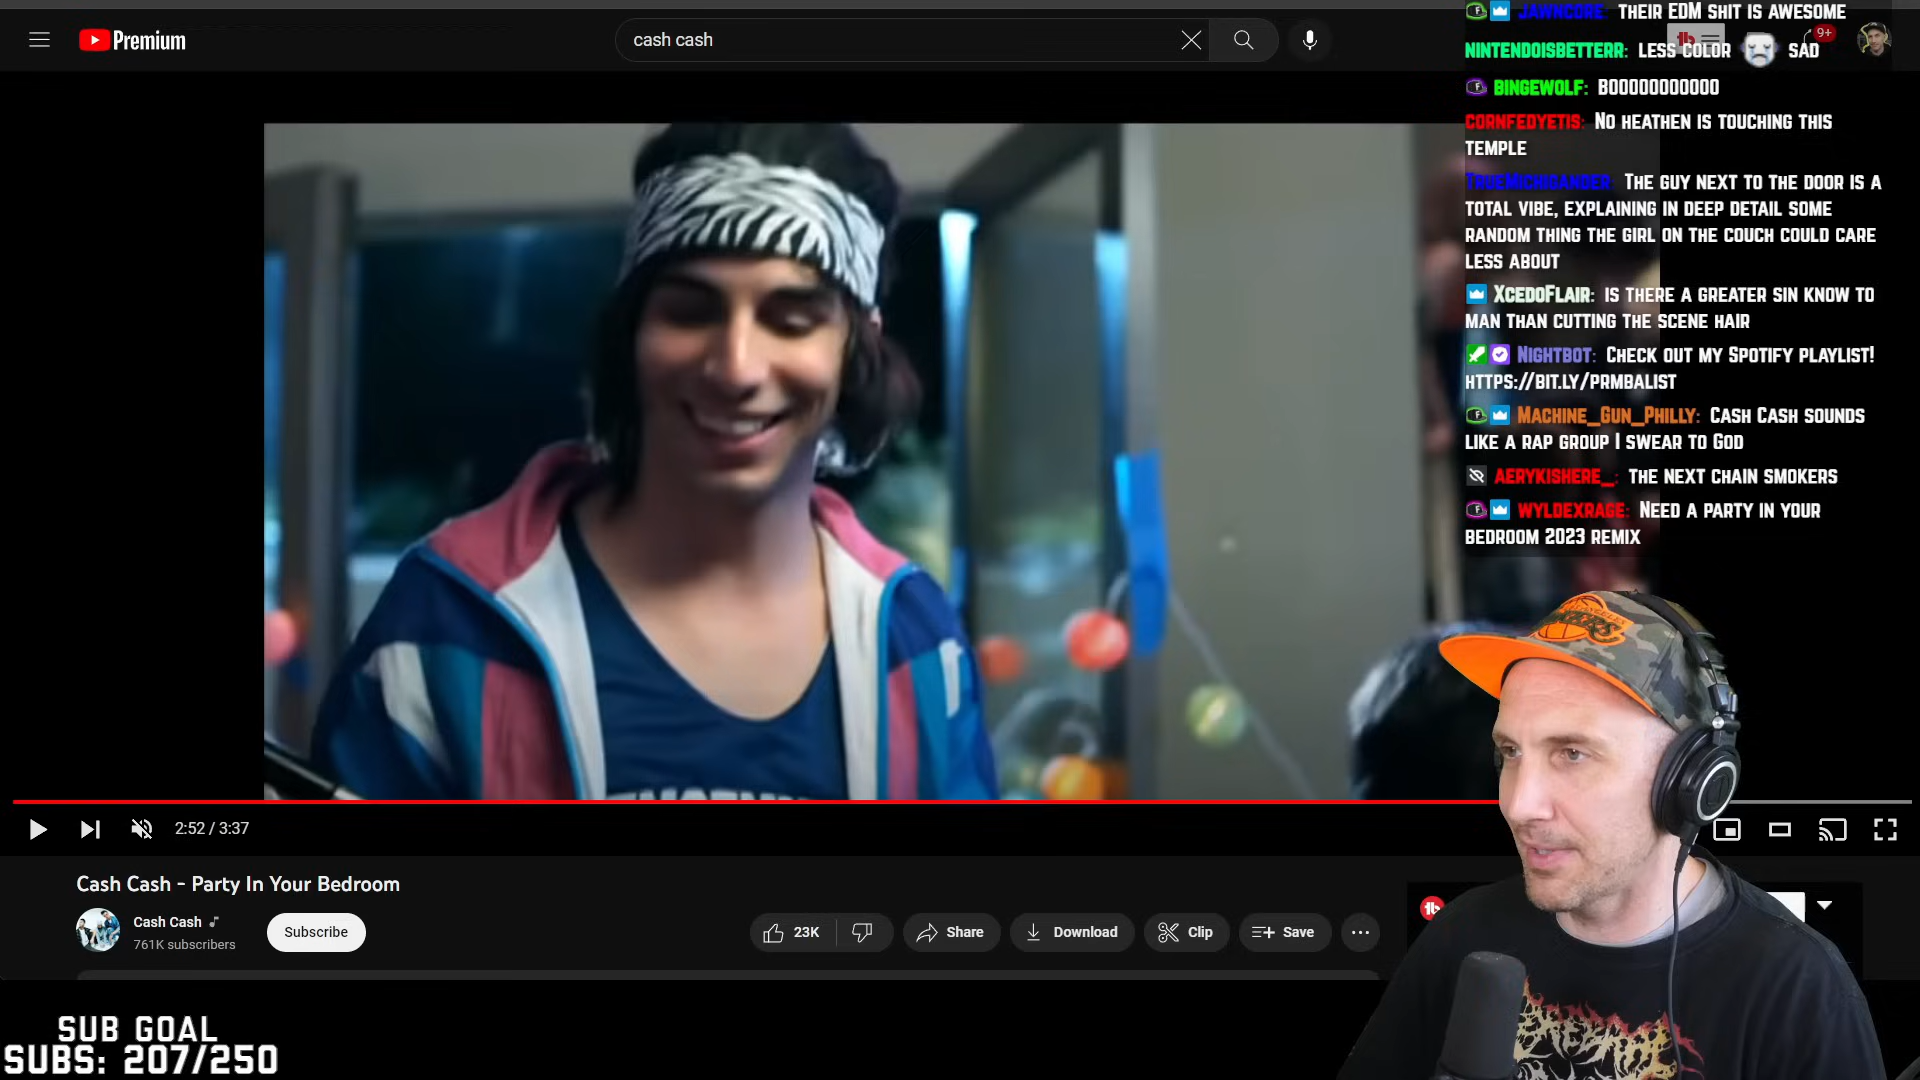 Premium
cash cash
9+
JAWNCORE: THEIR EDM SHIT IS AWESOME
NINTENDOISBETTERR: LESS COLOR SAD
BINGEWOLF: BOOOOOOOOOOO
CORNFEDYETIS: NO HEATHEN IS TOUCHING THIS
TEMPLE
TRUEMICHIGANDER: THE GUY NEXT TO THE DOOR IS A
TOTAL VIBE, EXPLAINING IN DEEP DETAIL SOME
RANDOM THING THE GIRL ON THE COUCH COULD CARE
LESS ABOUT
XCEDOFLAIR: IS THERE A GREATER SIN KNOW TO
MAN THAN CUTTING THE SCENE HAIR
NIGHTBOT: CHECK OUT MY SPOTIFY PLAYLIST!
HTTPS://BIT.LY/PRMBALIST
MACHINE_GUN_PHILLY: CASH CASH SOUNDS
LIKE A RAP GROUP I SWEAR TO GOD
AERYKISHERE_: THE NEXT CHAIN SMOKERS
WYLDEXRAGE: NEED A PARTY IN YOUR
BEDROOM 2023 REMIX
2:52 / 3:37
Cash Cash - Party In Your Bedroom
Cash Cash
761K subscribers
Subscribe
23K
Share
Download
Clip
Save
SUB GOAL
SUBS: 207/250